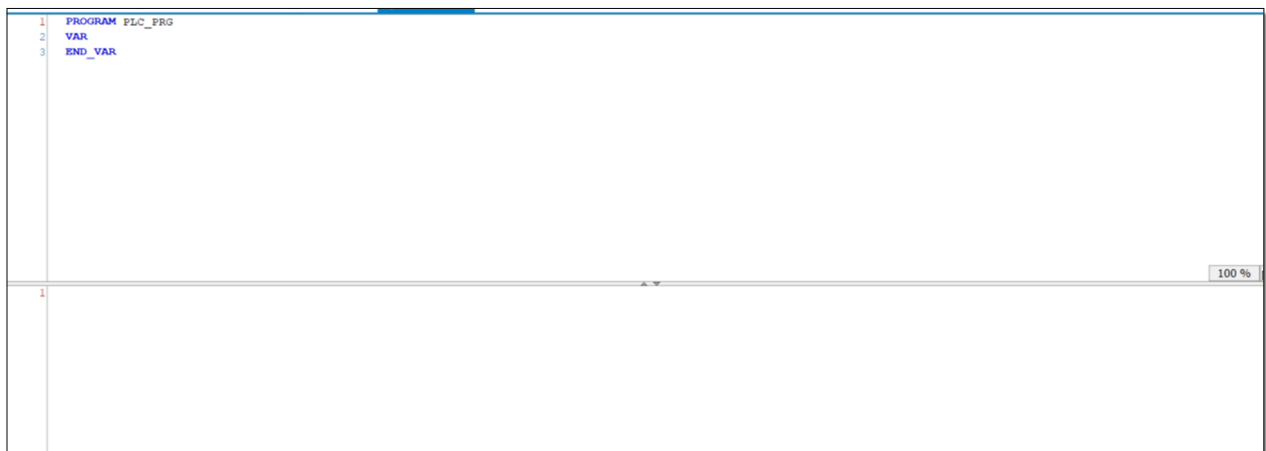 1 PROGRAM PLC_PRG
2 VAR
3 END_VAR
100 %
1